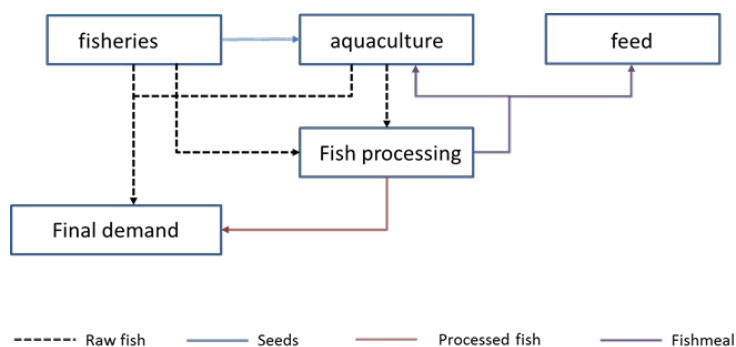 fisheries
aquaculture
feed
Fish processing
Final demand
Raw fish
Seeds
Processed fish
Fishmeal